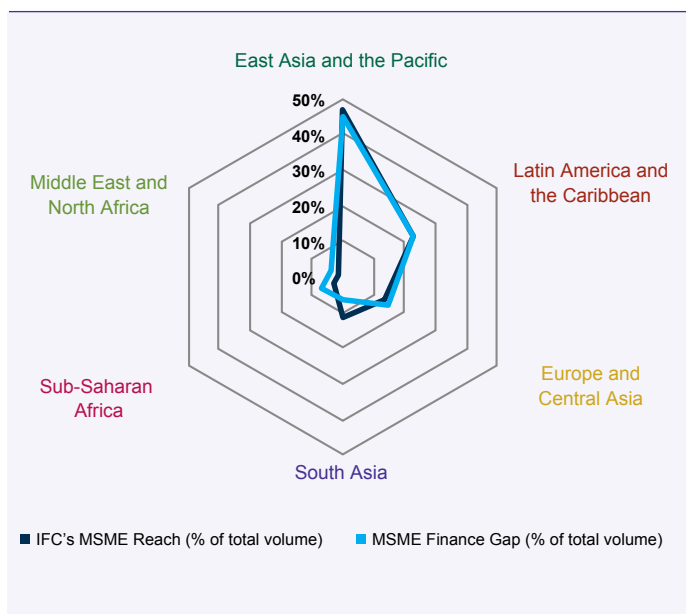 East Asia and the Pacific
50%
40%
30%
20%
10%
0%
Latin America and
the Caribbean
Middle East and
North Africa
Europe and
Central Asia
Sub-Saharan
Africa
South Asia
IFC's MSME Reach (% of total volume)
MSME Finance Gap (% of total volume)